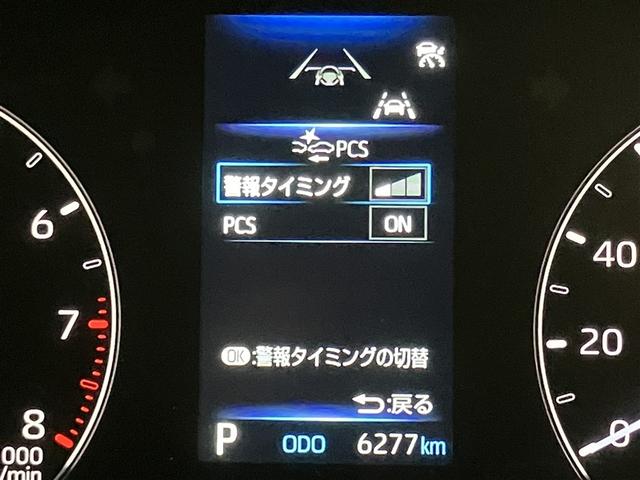 PCS
警報タイミング
PCS ON
OK:警報タイミングの切替
:戻る
P ODO 6277km
6
7
8
000
/min
40
20
0